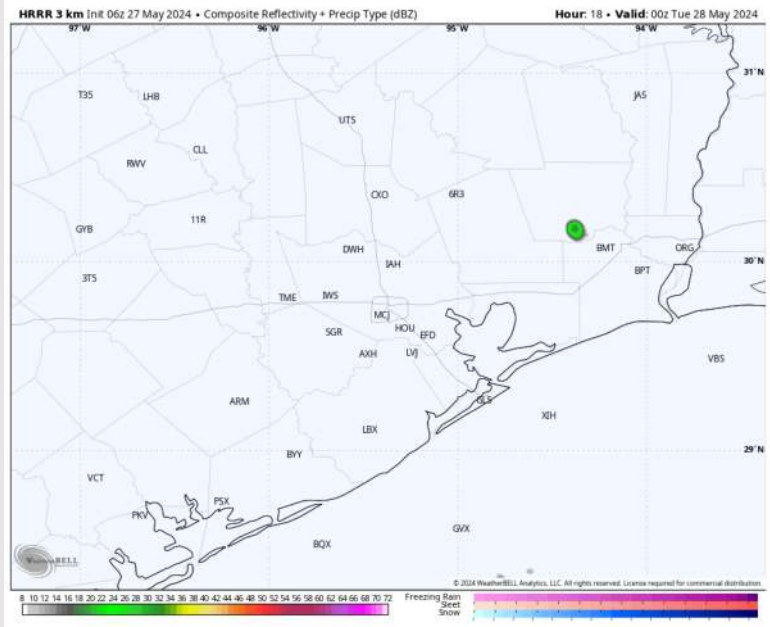 HRRR 3 km Init 06z 27 May 2024 • Composite Reflectivity + Precip Type (dBZ) Hour: 18 • Valid: 00z Tue 28 May 2024
97°W 96°W 95°W 94°W
31°N
T35 LHB JAS
UTS
CLL
RWV
CXO 6R3
11R
GYB
BMT ORG
DWH
IAH
30°N
BPT
3T5
TME IWS
MCJ
HOU EFD
SGR
AXH LVJ
VBS
ARM GLS
XIH
LBX
29°N
BYY
VCT
PSX
PKV
GVX
BQX
WeatherBELL
© 2024 WeatherBELL Analytics, LLC. All rights reserved. License required for commercial distribution.
8 10 12 14 16 18 20 22 24 26 28 30 32 34 36 38 40 42 44 46 48 50 52 54 56 58 60 62 64 66 68 70 72
Freezing Rain
Sleet
Snow